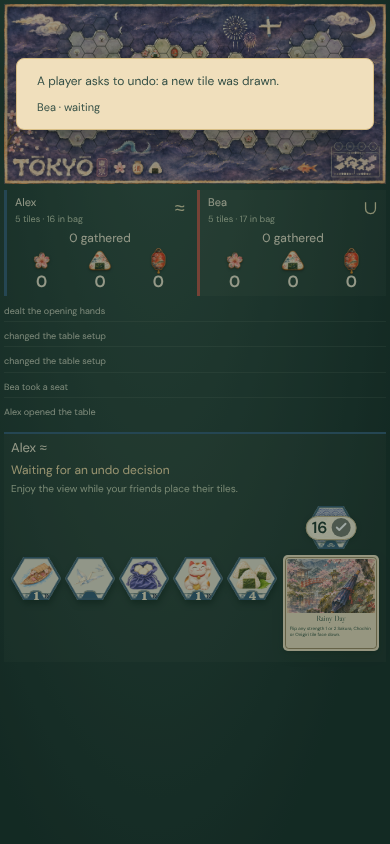 A player asks to undo: a new tile was drawn.
Bea · waiting
TŌKYO
Alex
5 tiles · 16 in bag
≈
0 gathered
0
0
0
Bea
5 tiles · 17 in bag
0 gathered
0
0
0
dealt the opening hands
changed the table setup
changed the table setup
Bea took a seat
Alex opened the table
Alex ≈
Waiting for an undo decision
Enjoy the view while your friends place their tiles.
16
1
1
1
4
Rainy Day